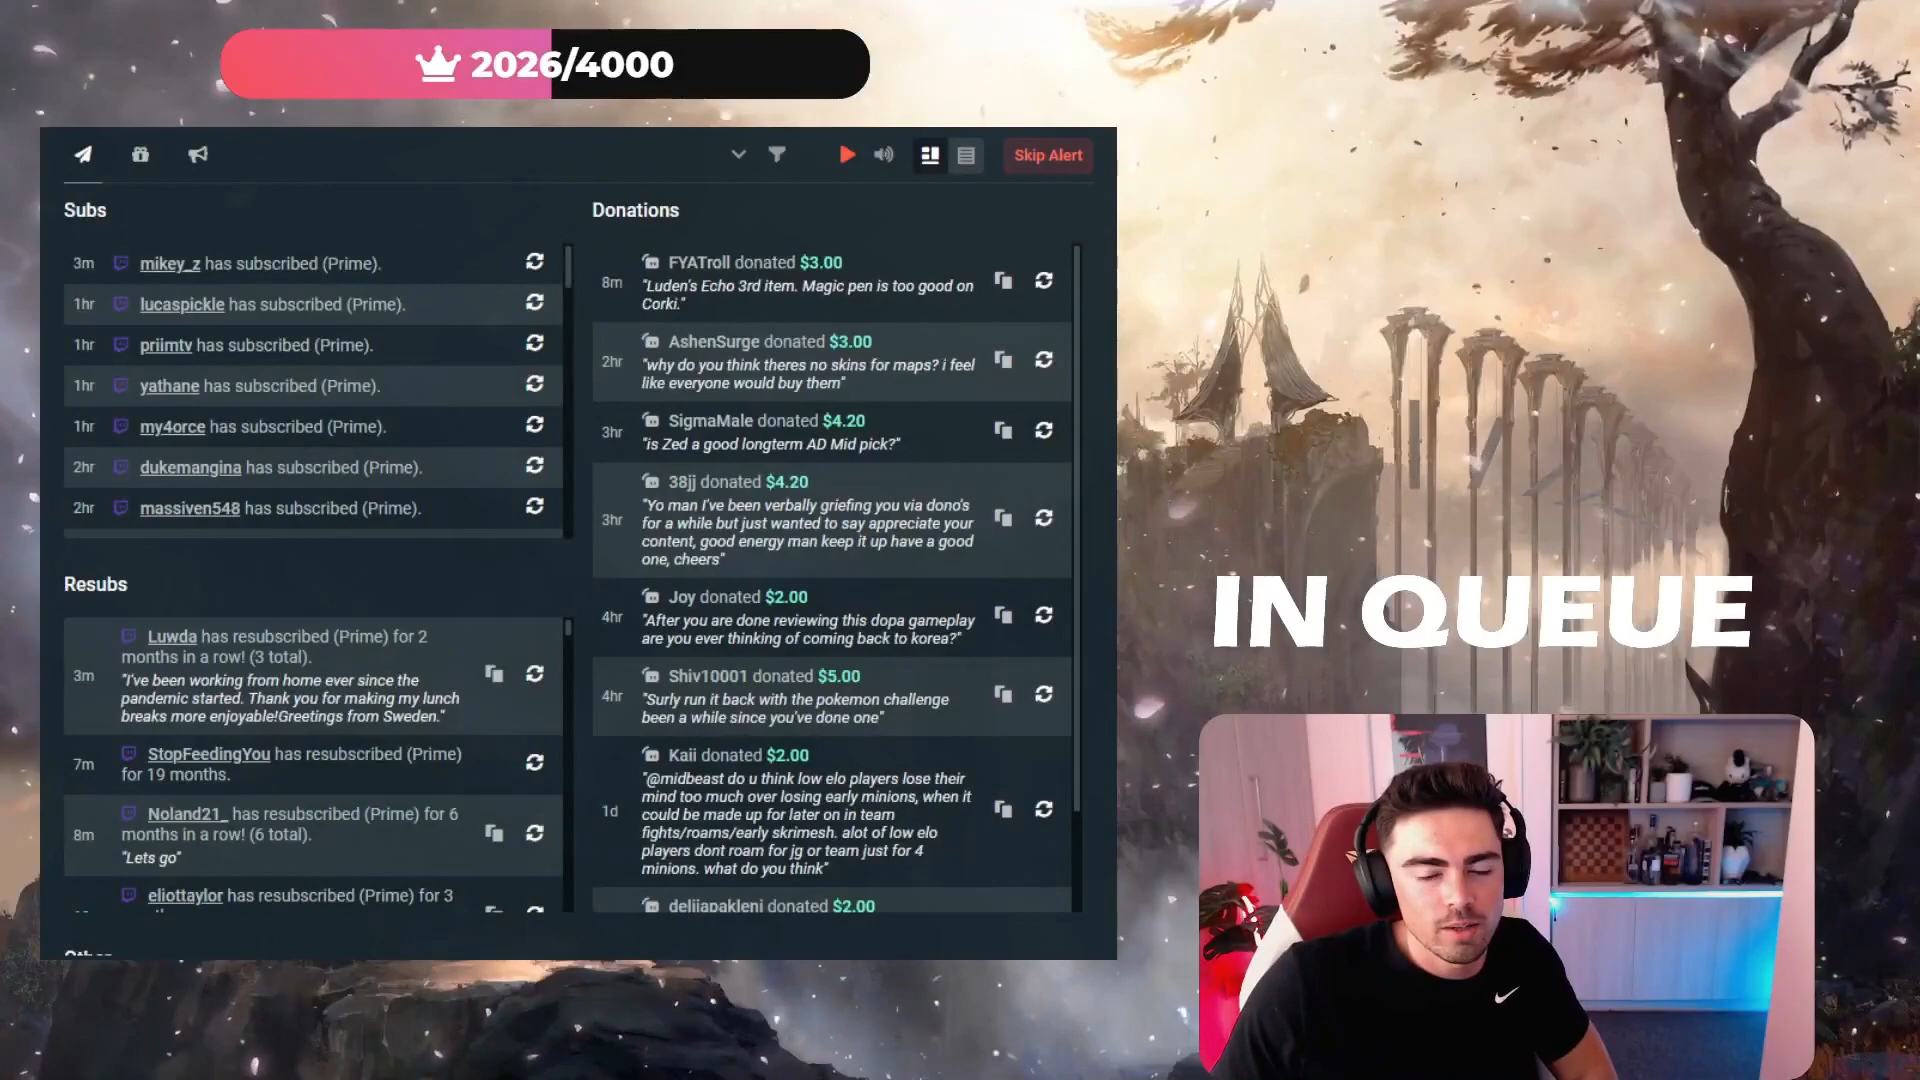 2026/4000
Skip Alert
Subs
3m mikey_z has subscribed (Prime).
1hr lucaspickle has subscribed (Prime).
1hr priimtv has subscribed (Prime).
1hr yathane has subscribed (Prime).
1hr my4orce has subscribed (Prime).
2hr dukemangina has subscribed (Prime).
2hr massiven548 has subscribed (Prime).
Resubs
Luwda has resubscribed (Prime) for 2
months in a row! (3 total).
3m
"I've been working from home ever since the
pandemic started. Thank you for making my lunch
breaks more enjoyable!Greetings from Sweden."
StopFeedingYou has resubscribed (Prime)
7m
for 19 months.
Noland21_ has resubscribed (Prime) for 6
8m
months in a row! (6 total).
"Lets go"
eliottaylor has resubscribed (Prime) for 3
Other
Donations
FYATroll donated $3.00
8m
"Luden's Echo 3rd item. Magic pen is too good on
Corki."
AshenSurge donated $3.00
2hr
"why do you think theres no skins for maps? i feel
like everyone would buy them"
SigmaMale donated $4.20
3hr
"is Zed a good longterm AD Mid pick?"
38jj donated $4.20
"Yo man I've been verbally griefing you via dono's
3hr
for a while but just wanted to say appreciate your
content, good energy man keep it up have a good
one, cheers"
Joy donated $2.00
4hr
"After you are done reviewing this dopa gameplay
are you ever thinking of coming back to korea?"
Shiv10001 donated $5.00
4hr
"Surly run it back with the pokemon challenge
been a while since you've done one"
Kaii donated $2.00
"@midbeast do u think low elo players lose their
mind too much over losing early minions, when it
1d
could be made up for later on in team
fights/roams/early skrimesh. alot of low elo
players dont roam for jg or team just for 4
minions. what do you think"
delijapakleni donated $2.00
IN QUEUE